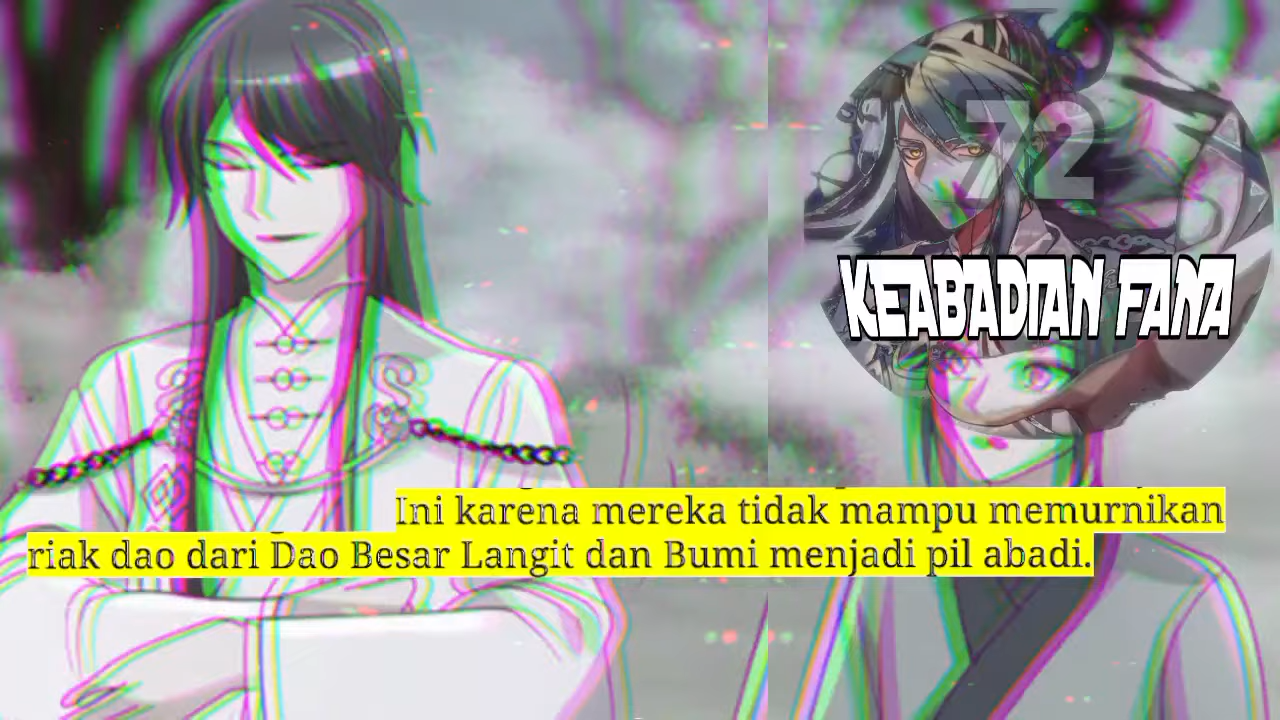 72
KEABADIAN FANA
Ini karena mereka tidak mampu memurnikan
riak dao dari Dao Besar Langit dan Bumi menjadi pil abadi.